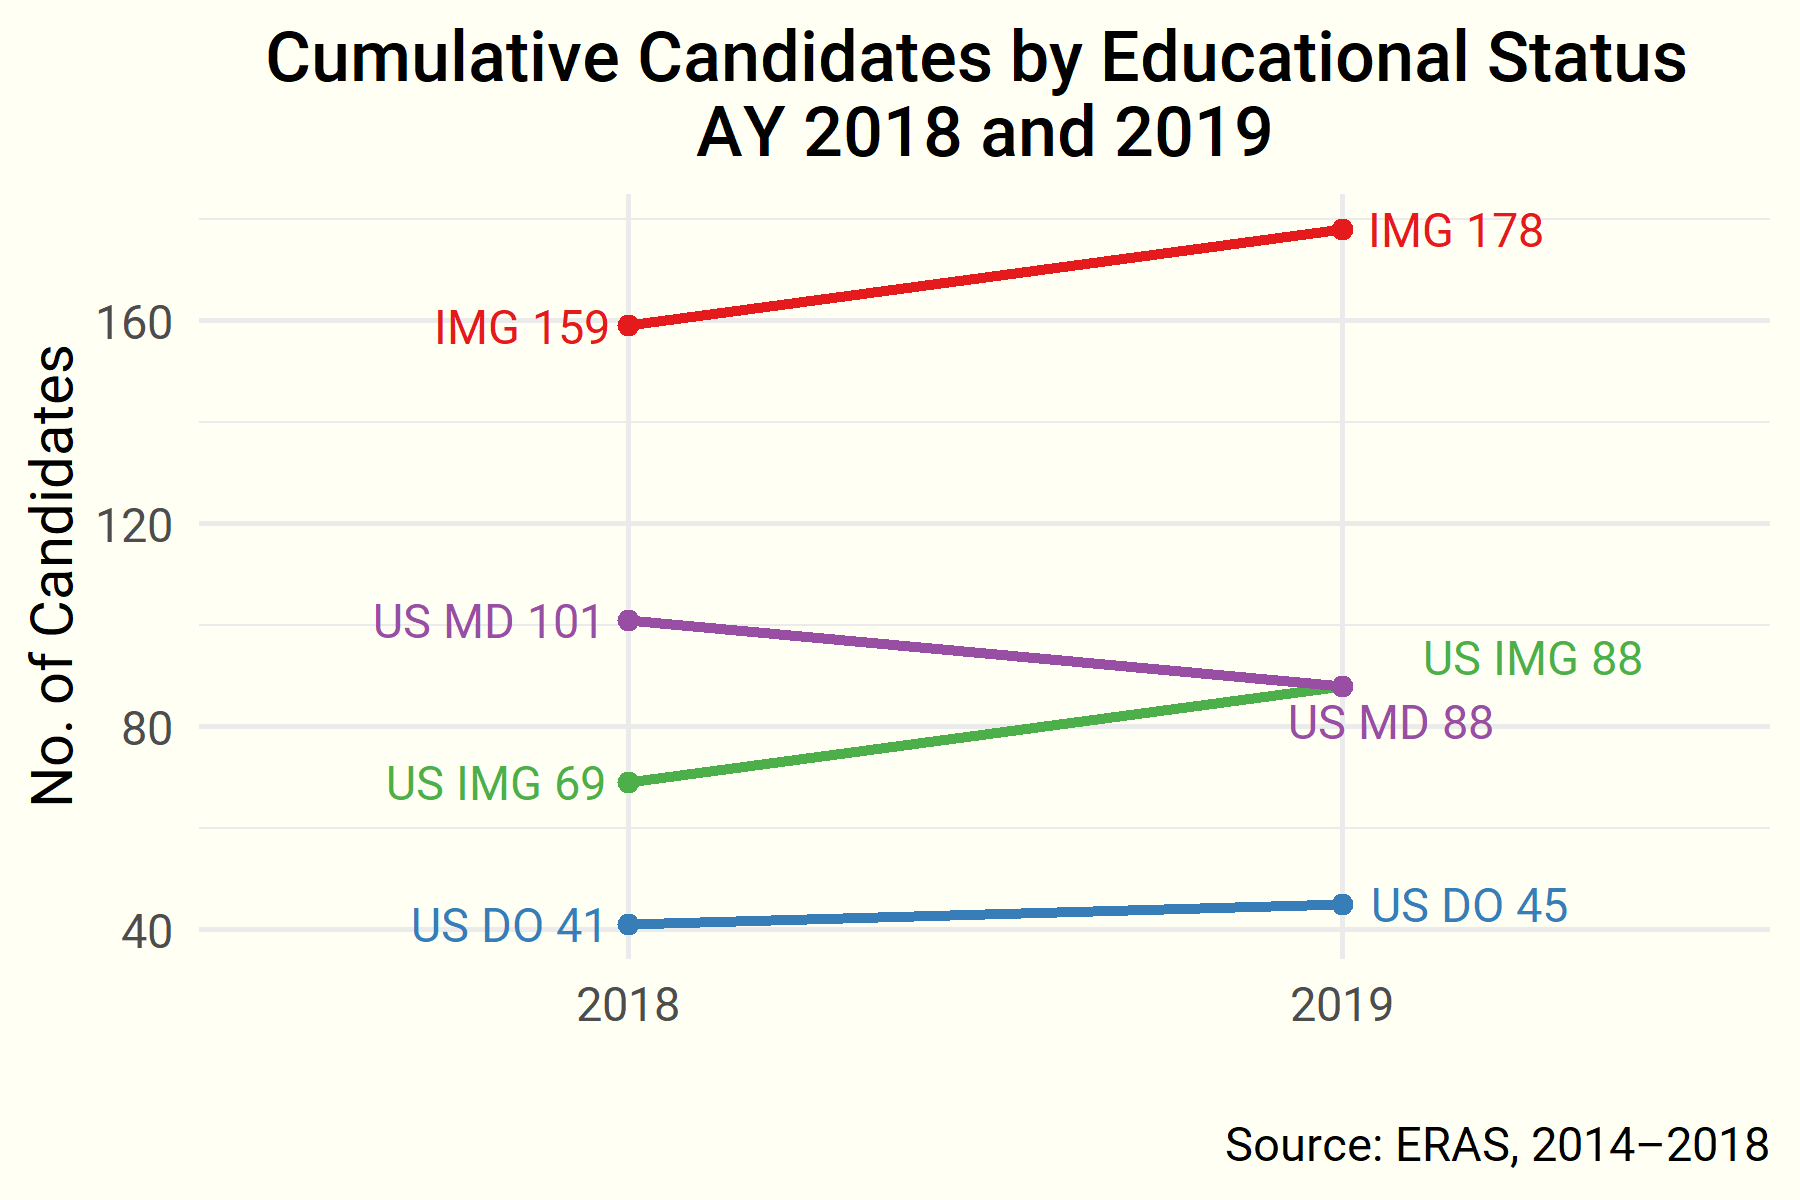 Cumulative Candidates by Educational Status
AY 2018 and 2019
No. of Candidates
160
120
80
40
IMG 159
IMG 178
US MD 101
US IMG 88
US MD 88
US IMG 69
US DO 41
US DO 45
2018
2019
Source: ERAS, 2014–2018